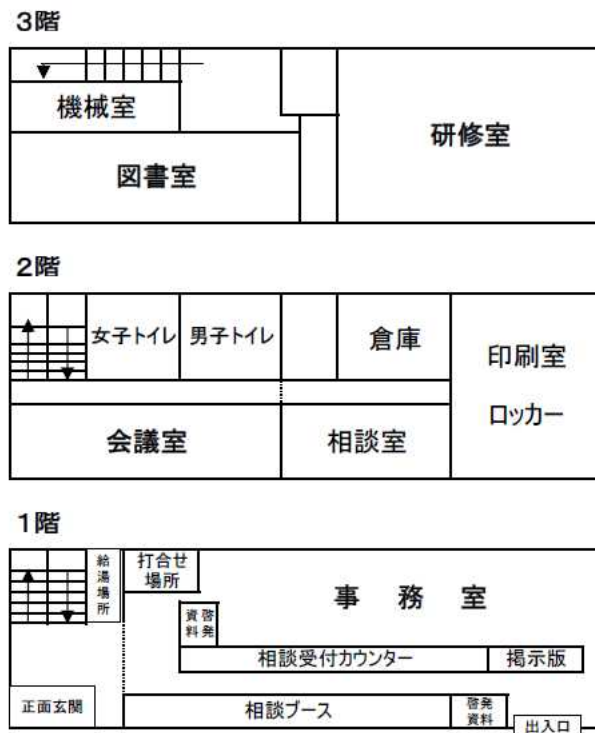 3階
機械室
図書室
研修室
2階
女子トイレ
男子トイレ
倉庫
印刷室
ロッカー
会議室
相談室
1階
給湯場所
打合せ
場所
事務室
啓発
資料
相談受付カウンター
掲示版
正面玄関
相談ブース
啓発
資料
出入口